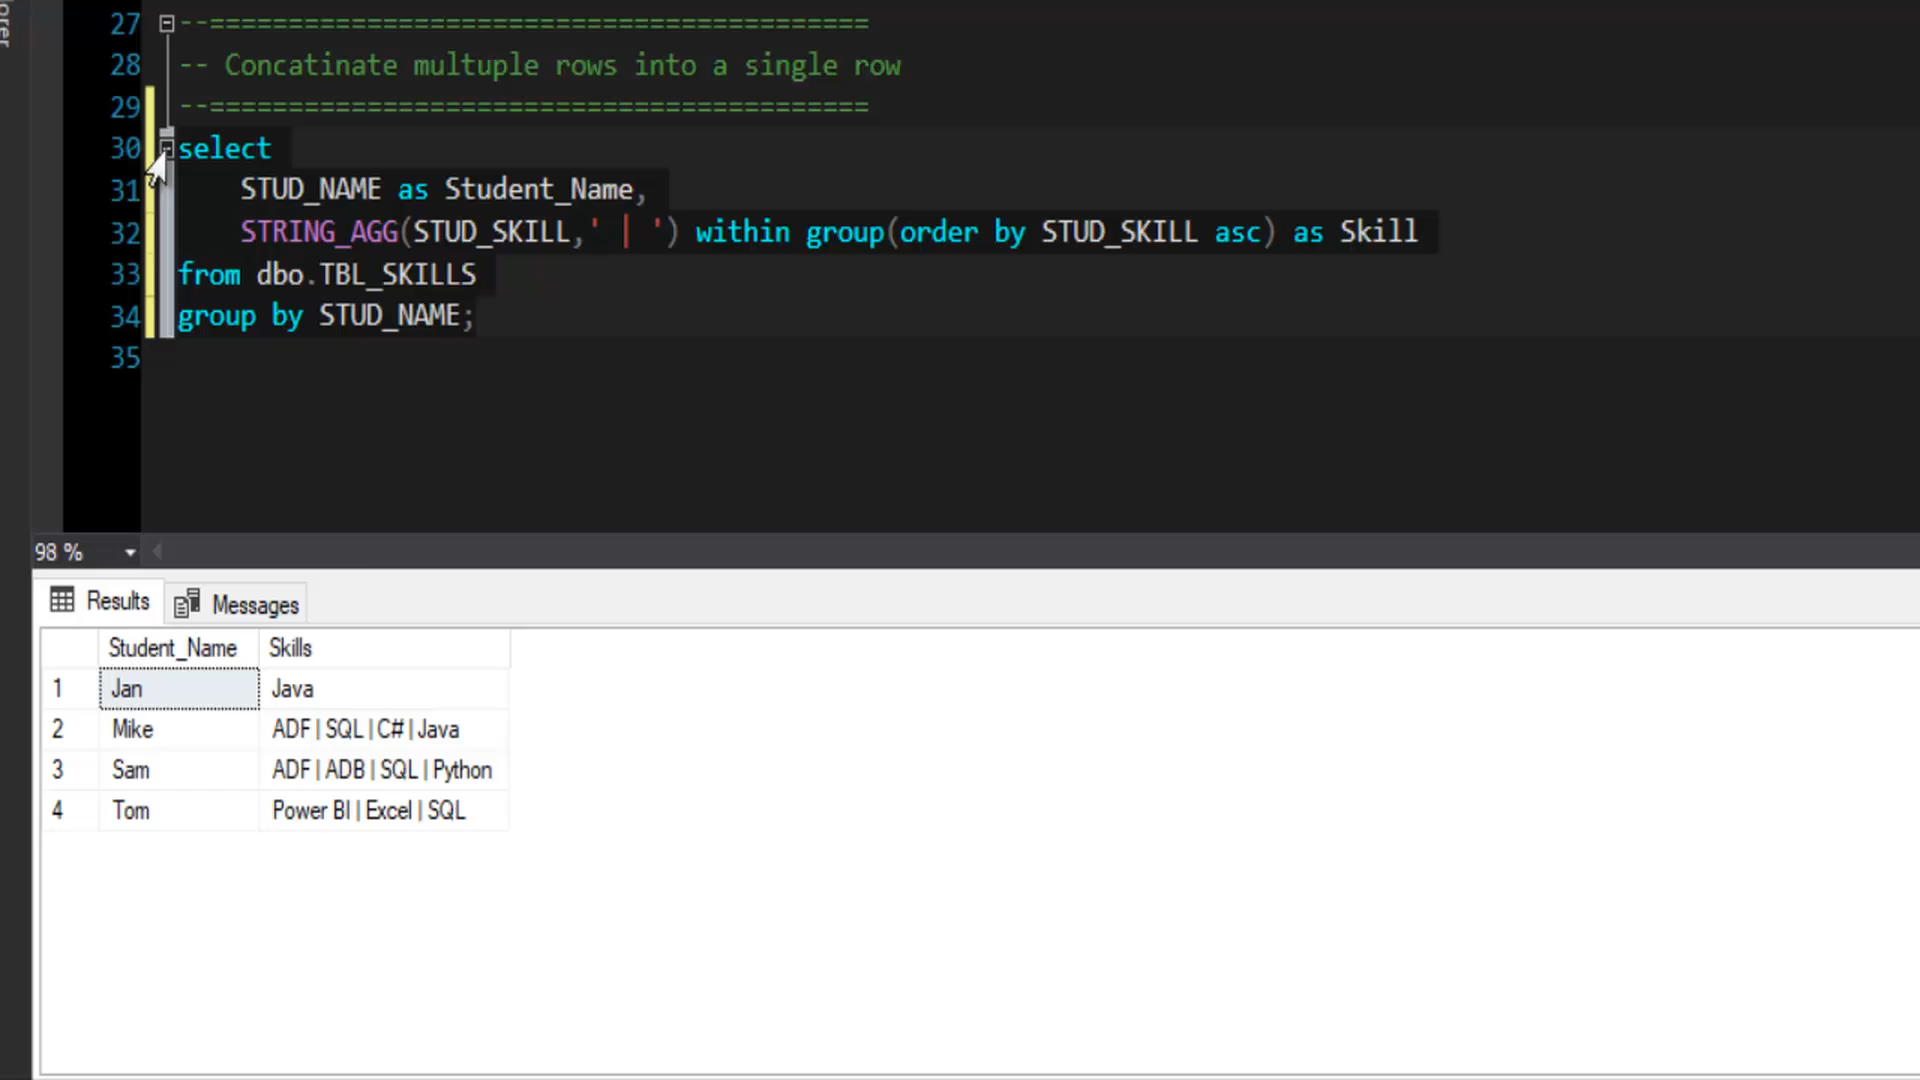 27 --==========================================
28 -- Concatinate multuple rows into a single row
29 --==========================================
30 select
31 STUD_NAME as Student_Name,
32 STRING_AGG(STUD_SKILL,' | ') within group(order by STUD_SKILL asc) as Skill
33 from dbo.TBL_SKILLS
34 group by STUD_NAME;
35
98 %
Results Messages
Student_Name Skills
1 Jan Java
2 Mike ADF | SQL | C# | Java
3 Sam ADF | ADB | SQL | Python
4 Tom Power BI | Excel | SQL